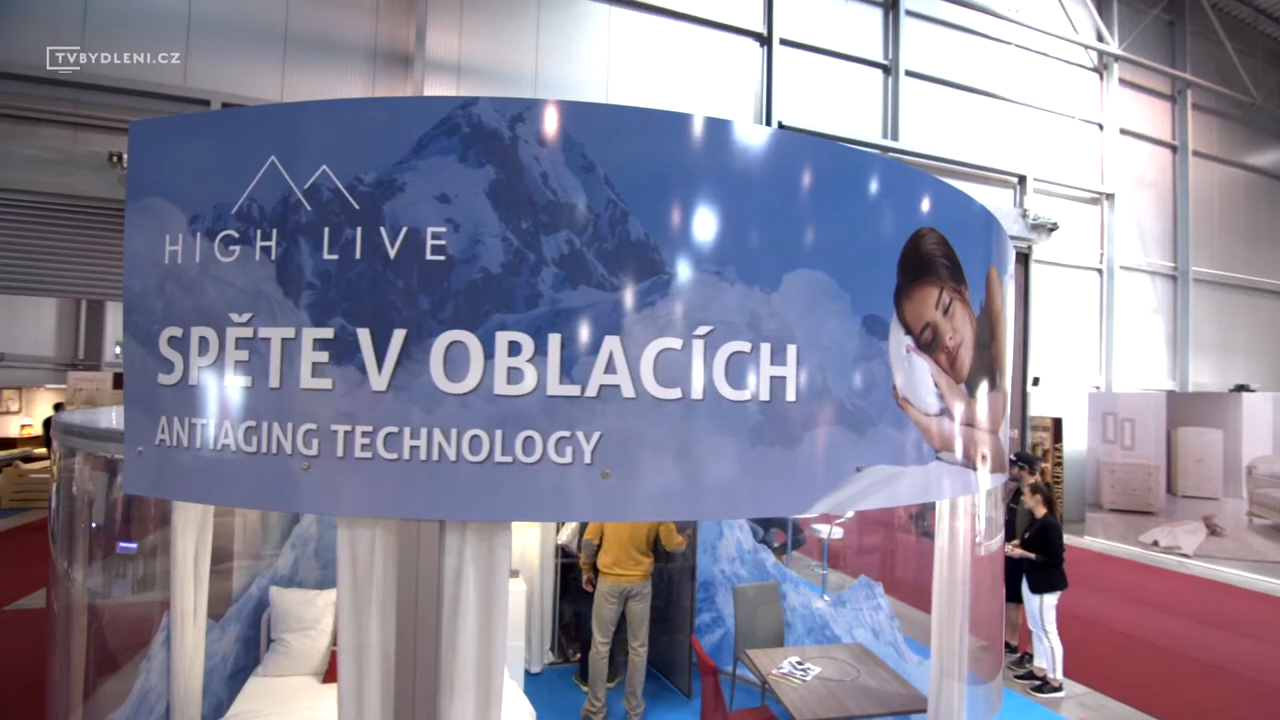 TVBYDLENI.CZ
HIGH LIVE
SPĚTE V OBLACÍCH
ANTIAGING TECHNOLOGY